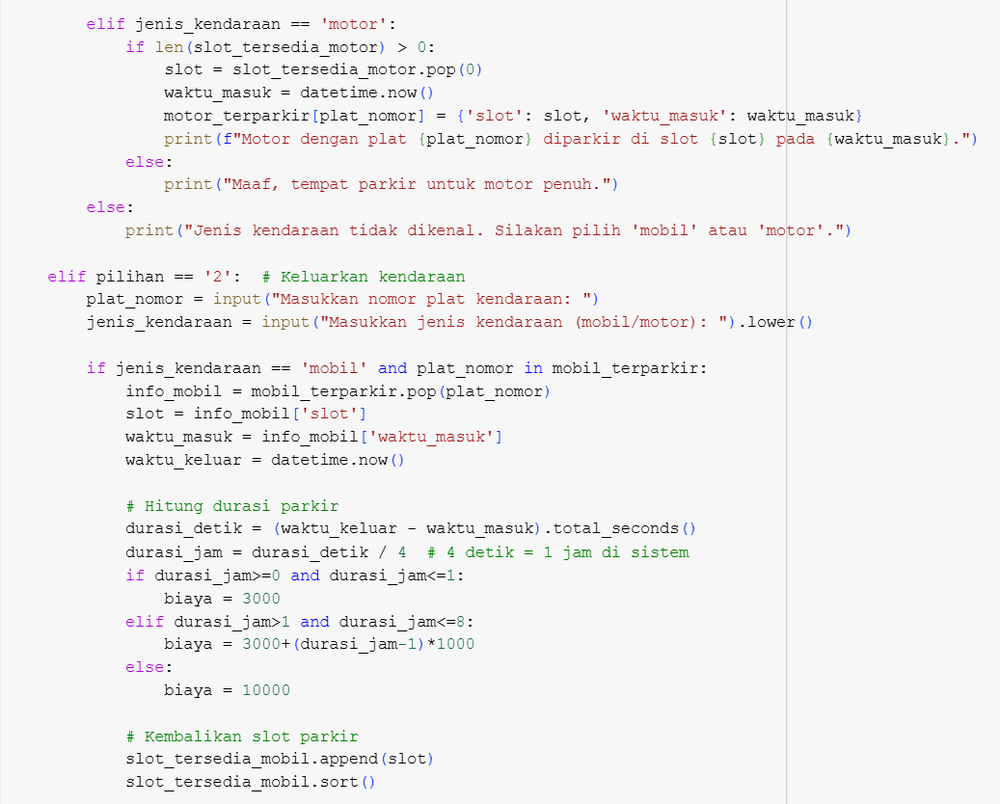 elif jenis_kendaraan == 'motor':
            if len(slot_tersedia_motor) > 0:
                slot = slot_tersedia_motor.pop(0)
                waktu_masuk = datetime.now()
                motor_terparkir[plat_nomor] = {'slot': slot, 'waktu_masuk': waktu_masuk}
                print(f"Motor dengan plat {plat_nomor} diparkir di slot {slot} pada {waktu_masuk}.")
            else:
                print("Maaf, tempat parkir untuk motor penuh.")
        else:
            print("Jenis kendaraan tidak dikenal. Silakan pilih 'mobil' atau 'motor'.")

    elif pilihan == '2':  # Keluarkan kendaraan
        plat_nomor = input("Masukkan nomor plat kendaraan: ")
        jenis_kendaraan = input("Masukkan jenis kendaraan (mobil/motor): ").lower()

        if jenis_kendaraan == 'mobil' and plat_nomor in mobil_terparkir:
            info_mobil = mobil_terparkir.pop(plat_nomor)
            slot = info_mobil['slot']
            waktu_masuk = info_mobil['waktu_masuk']
            waktu_keluar = datetime.now()

            # Hitung durasi parkir
            durasi_detik = (waktu_keluar - waktu_masuk).total_seconds()
            durasi_jam = durasi_detik / 4  # 4 detik = 1 jam di sistem
            if durasi_jam>=0 and durasi_jam<=1:
                biaya = 3000
            elif durasi_jam>1 and durasi_jam<=8:
                biaya = 3000+(durasi_jam-1)*1000
            else:
                biaya = 10000

            # Kembalikan slot parkir
            slot_tersedia_mobil.append(slot)
            slot_tersedia_mobil.sort()